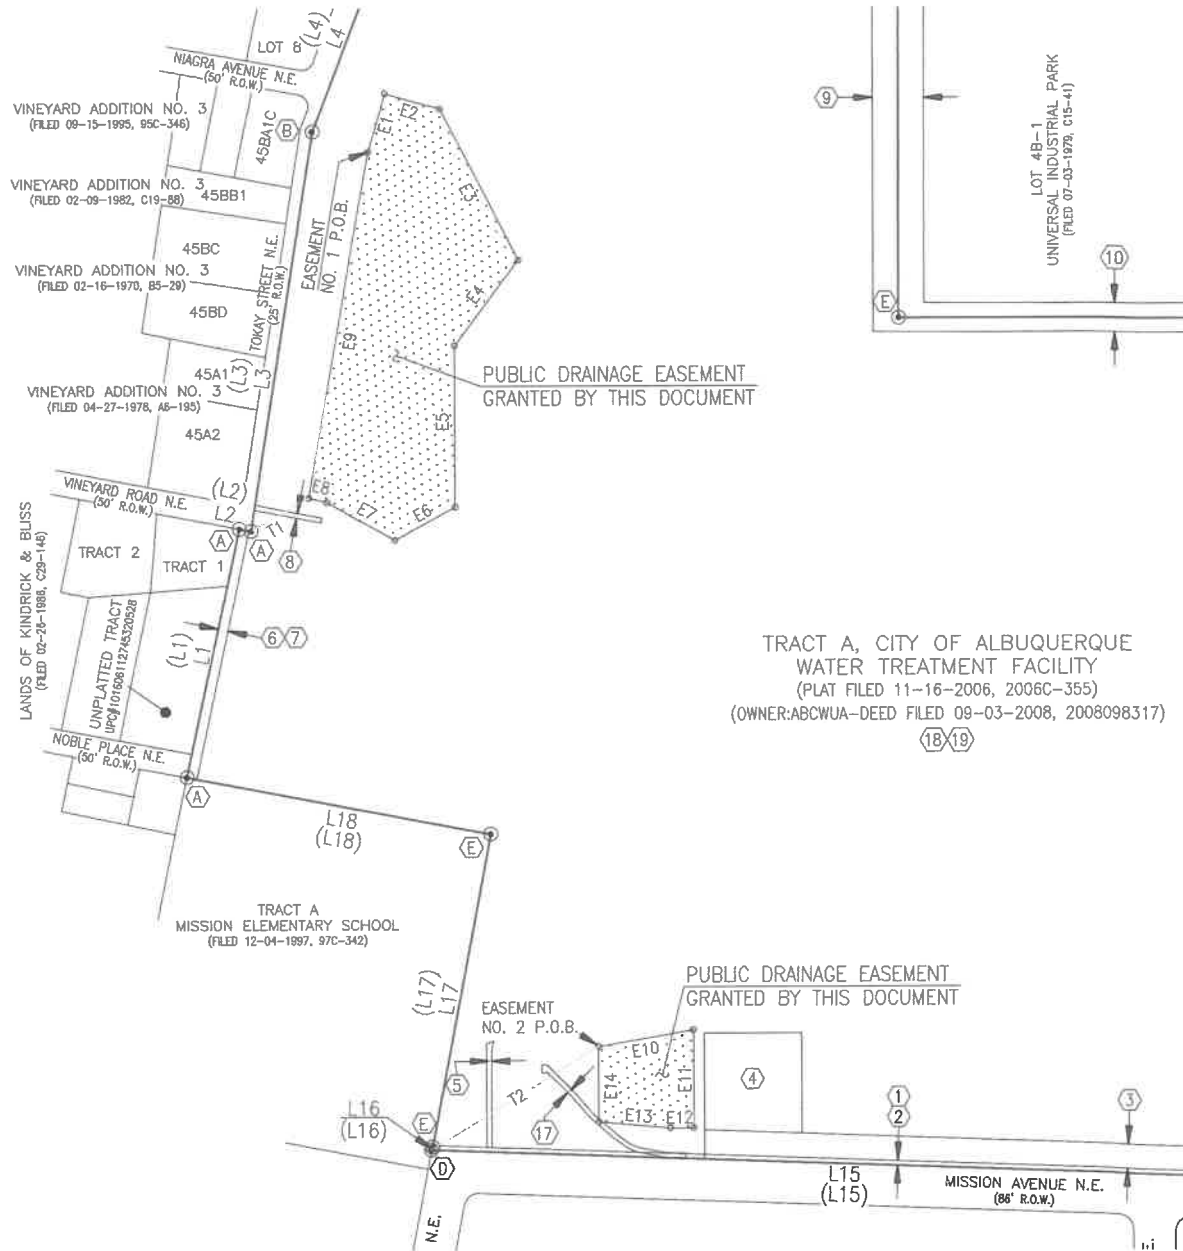 LOT 8
(L4)
L4
NIAGRA AVENUE N.E.
(50' R.O.W.)
VINEYARD ADDITION NO. 3
(FILED 09-15-1995, 95C-346)
45BA1C
B
E1
E2
E3
E4
E5
E6
E7
E8
E9
VINEYARD ADDITION NO. 3
(FILED 02-09-1982, C19-88)
45BB1
45BC
VINEYARD ADDITION NO. 3
(FILED 02-16-1970, B5-29)
45BD
TOKAY STREET N.E.
(25' R.O.W.)
EASEMENT
NO. 1 P.O.B.
(L3)
L3
45A1
VINEYARD ADDITION NO. 3
(FILED 04-27-1978, A6-195)
45A2
PUBLIC DRAINAGE EASEMENT
GRANTED BY THIS DOCUMENT
9
LOT 4B-1
UNIVERSAL INDUSTRIAL PARK
(FILED 07-03-1979, C15-41)
10
E
VINEYARD ROAD N.E.
(50' R.O.W.)
(L2)
L2
T1
A
A
8
LANDS OF KINDRICK & BLISS
(FILED 02-26-1986, C29-146)
TRACT 2
TRACT 1
UNPLATTED TRACT
UPC#101606112745320528
(L1)
L1
6
7
NOBLE PLACE N.E.
(50' R.O.W.)
A
TRACT A, CITY OF ALBUQUERQUE
WATER TREATMENT FACILITY
(PLAT FILED 11-16-2006, 2006C-355)
(OWNER:ABCWUA-DEED FILED 09-03-2008, 2008098317)
18
19
L18
(L18)
E
TRACT A
MISSION ELEMENTARY SCHOOL
(FILED 12-04-1997, 97C-342)
(L17)
L17
EASEMENT
NO. 2 P.O.B.
PUBLIC DRAINAGE EASEMENT
GRANTED BY THIS DOCUMENT
E10
E11
E12
E13
E14
5
T2
17
4
1
2
3
L16
(L16)
E
D
L15
(L15)
MISSION AVENUE N.E.
(86' R.O.W.)
N.E.